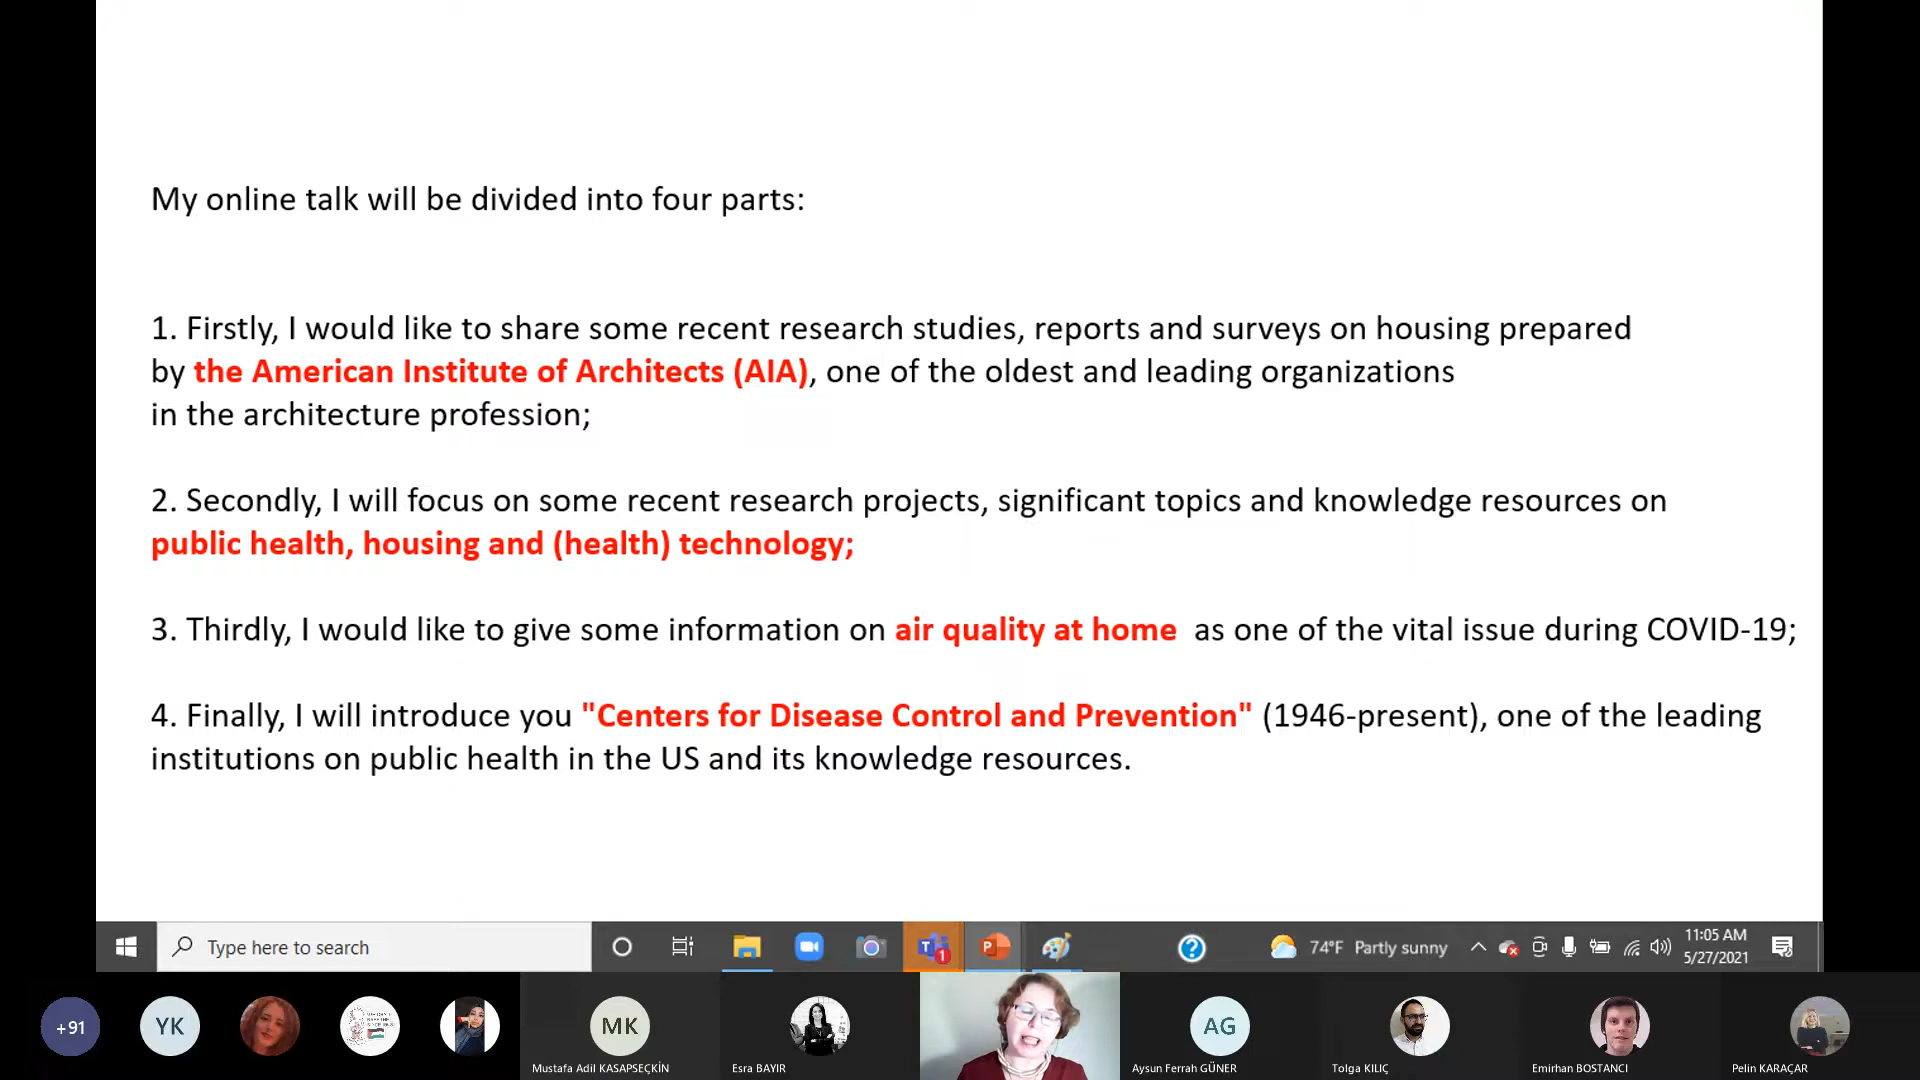 My online talk will be divided into four parts:
1. Firstly, I would like to share some recent research studies, reports and surveys on housing prepared
by the American Institute of Architects (AIA), one of the oldest and leading organizations
in the architecture profession;
2. Secondly, I will focus on some recent research projects, significant topics and knowledge resources on
public health, housing and (health) technology;
3. Thirdly, I would like to give some information on air quality at home as one of the vital issue during COVID-19;
4. Finally, I will introduce you "Centers for Disease Control and Prevention" (1946-present), one of the leading
institutions on public health in the US and its knowledge resources.
Type here to search
1
74°F Partly sunny
11:05 AM
5/27/2021
+91
YK
MK
AG
Mustafa Adil KASAPSEÇKİN
Esra BAYIR
Aysun Ferrah GÜNER
Tolga KILIÇ
Emirhan BOSTANCI
Pelin KARAÇAR